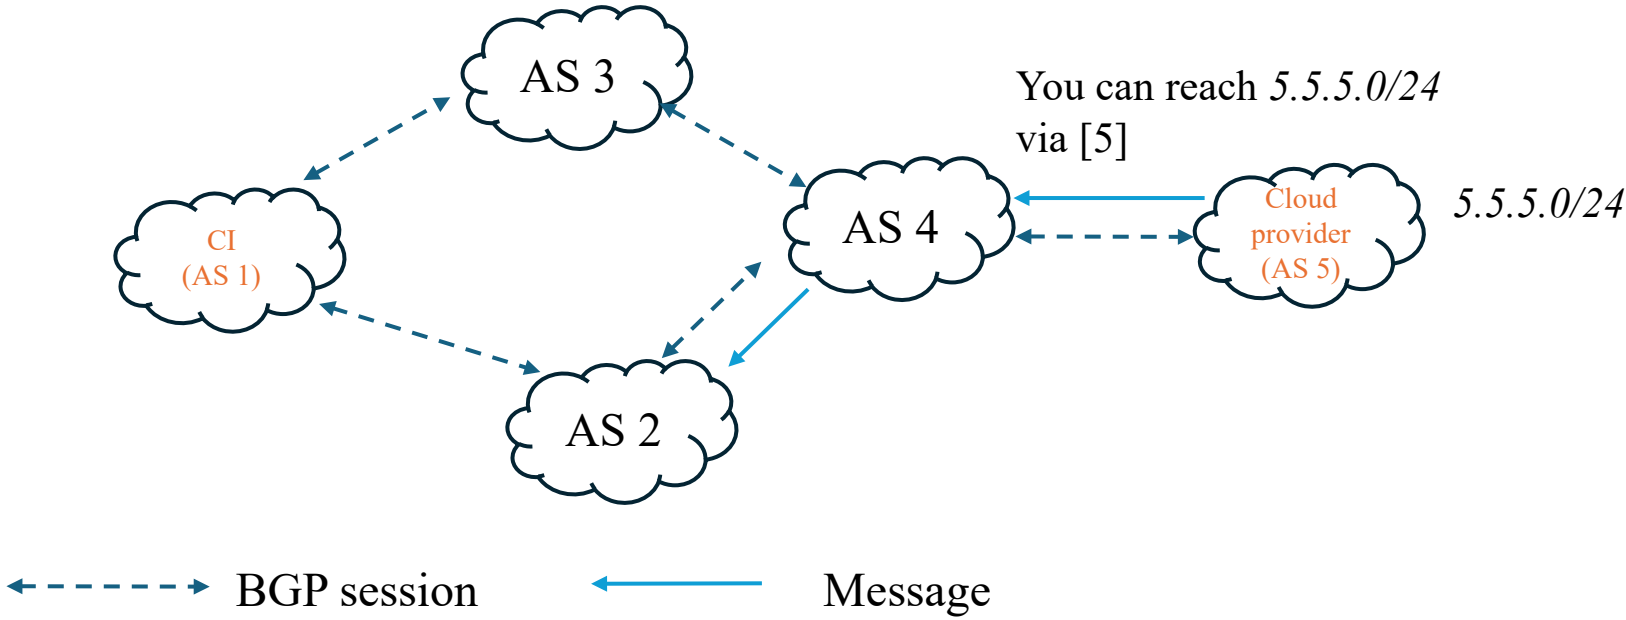 AS 3
You can reach 5.5.5.0/24
via [5]
Cloud
provider
(AS 5)
5.5.5.0/24
AS 4
CI
(AS 1)
AS 2
BGP session
Message